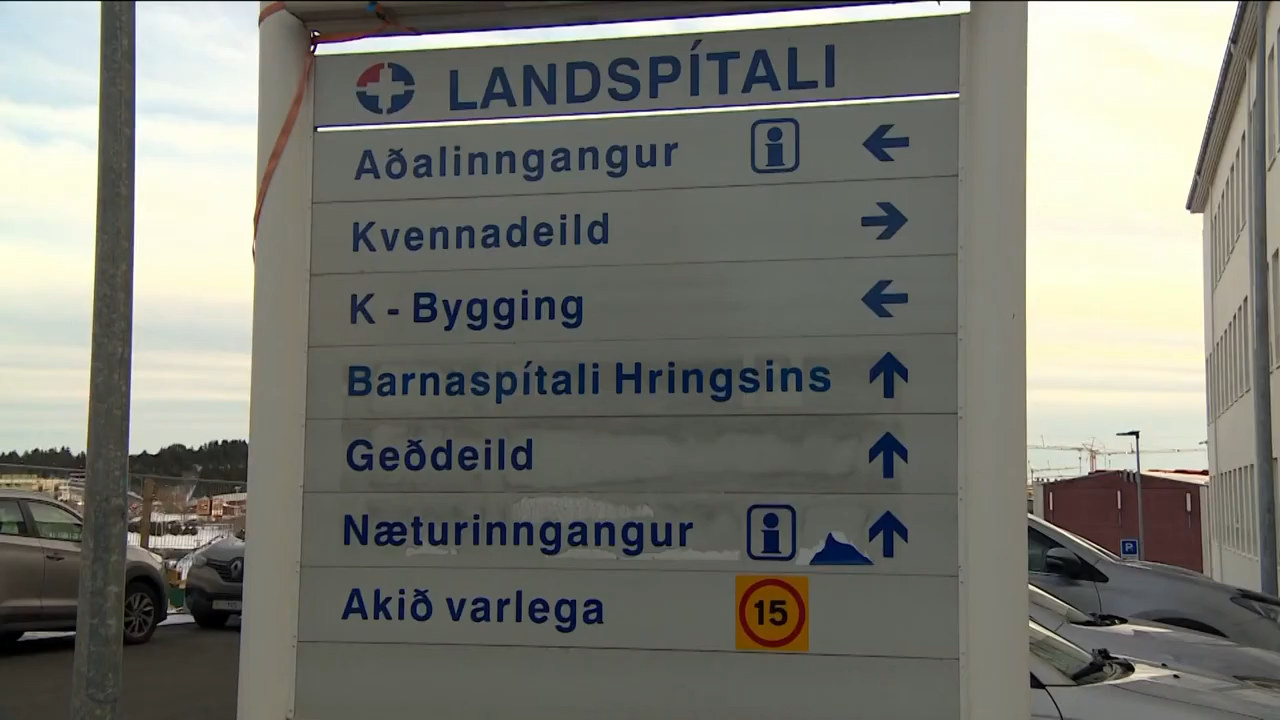 LANDSPÍTALI
Aðalinngangur i
Kvennadeild
K - Bygging
Barnaspítali Hringsins
Geðdeild
Næturinngangur i
Akið varlega 15
P